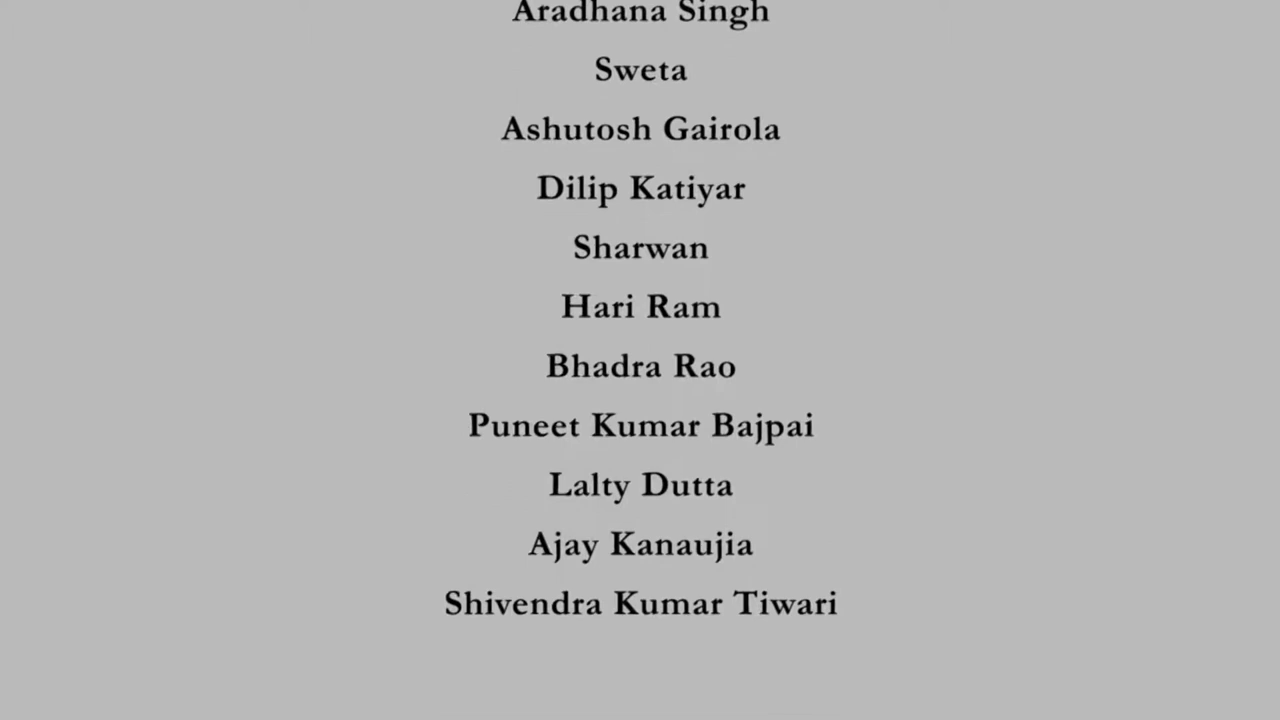 Aradhana Singh
Sweta
Ashutosh Gairola
Dilip Katiyar
Sharwan
Hari Ram
Bhadra Rao
Puneet Kumar Bajpai
Lalty Dutta
Ajay Kanaujia
Shivendra Kumar Tiwari